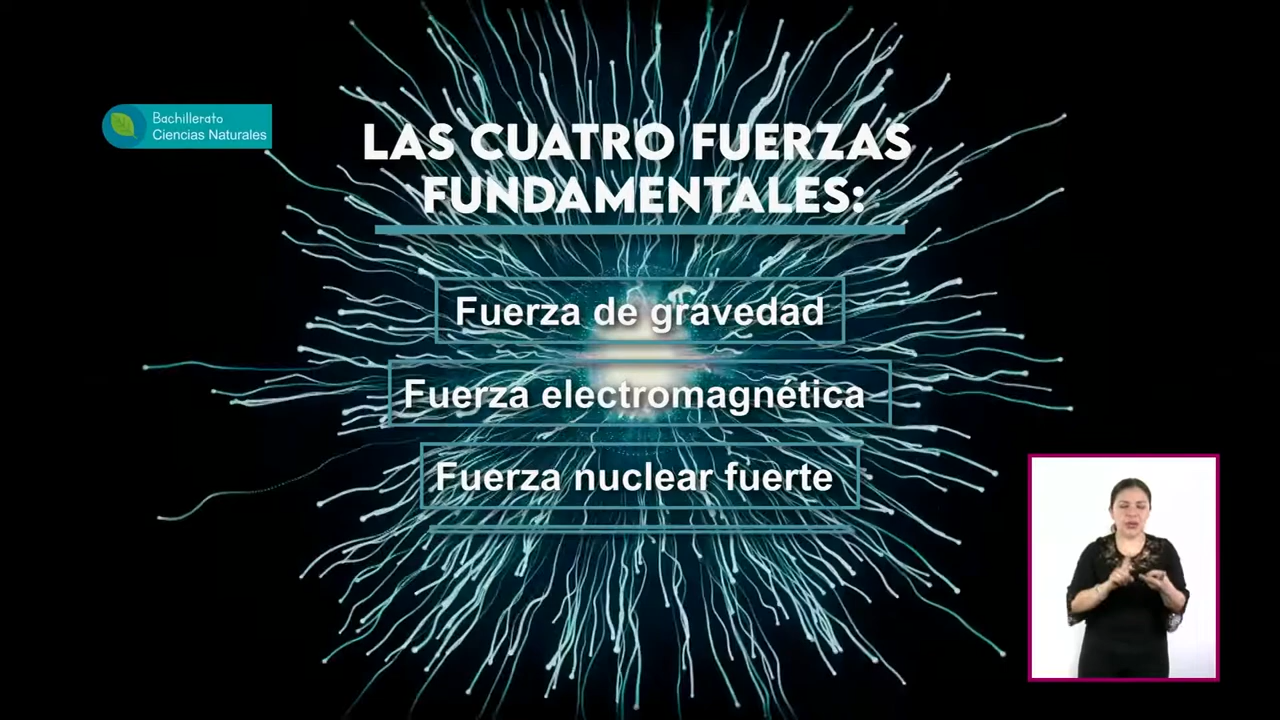 Bachillerato
Ciencias Naturales
LAS CUATRO FUERZAS
FUNDAMENTALES:
Fuerza de gravedad
Fuerza electromagnética
Fuerza nuclear fuerte